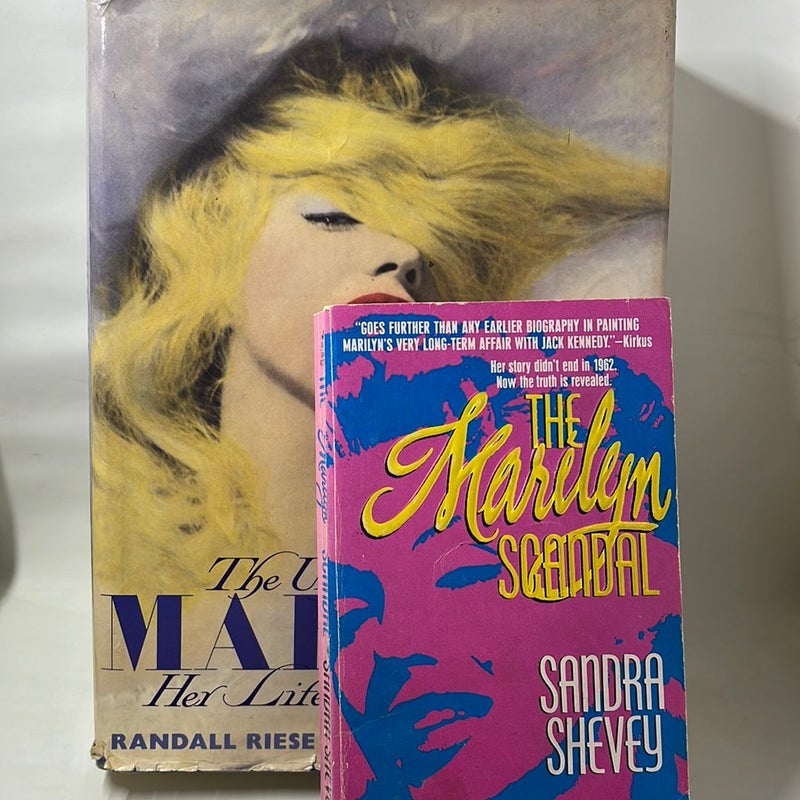 The U
MA
Her Life
RANDALL RIESE
"GOES FURTHER THAN ANY EARLIER BIOGRAPHY IN PAINTING
MARILYN'S VERY LONG-TERM AFFAIR WITH JACK KENNEDY."—Kirkus
Her story didn't end in 1962.
Now the truth is revealed.
THE
Marilyn
SCANDAL
SANDRA
SHEVEY